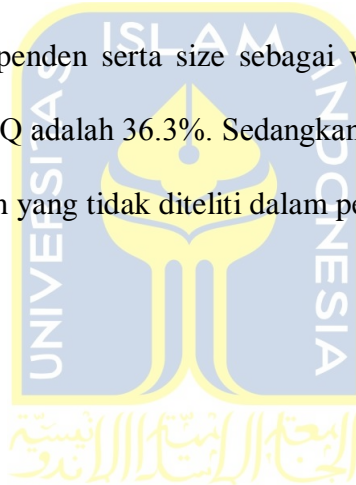 ISLAM
penden serta size sebagai v
Q adalah 36.3%. Sedangkan
n yang tidak diteliti dalam pe
UNIVERSITAS
INDONESIA